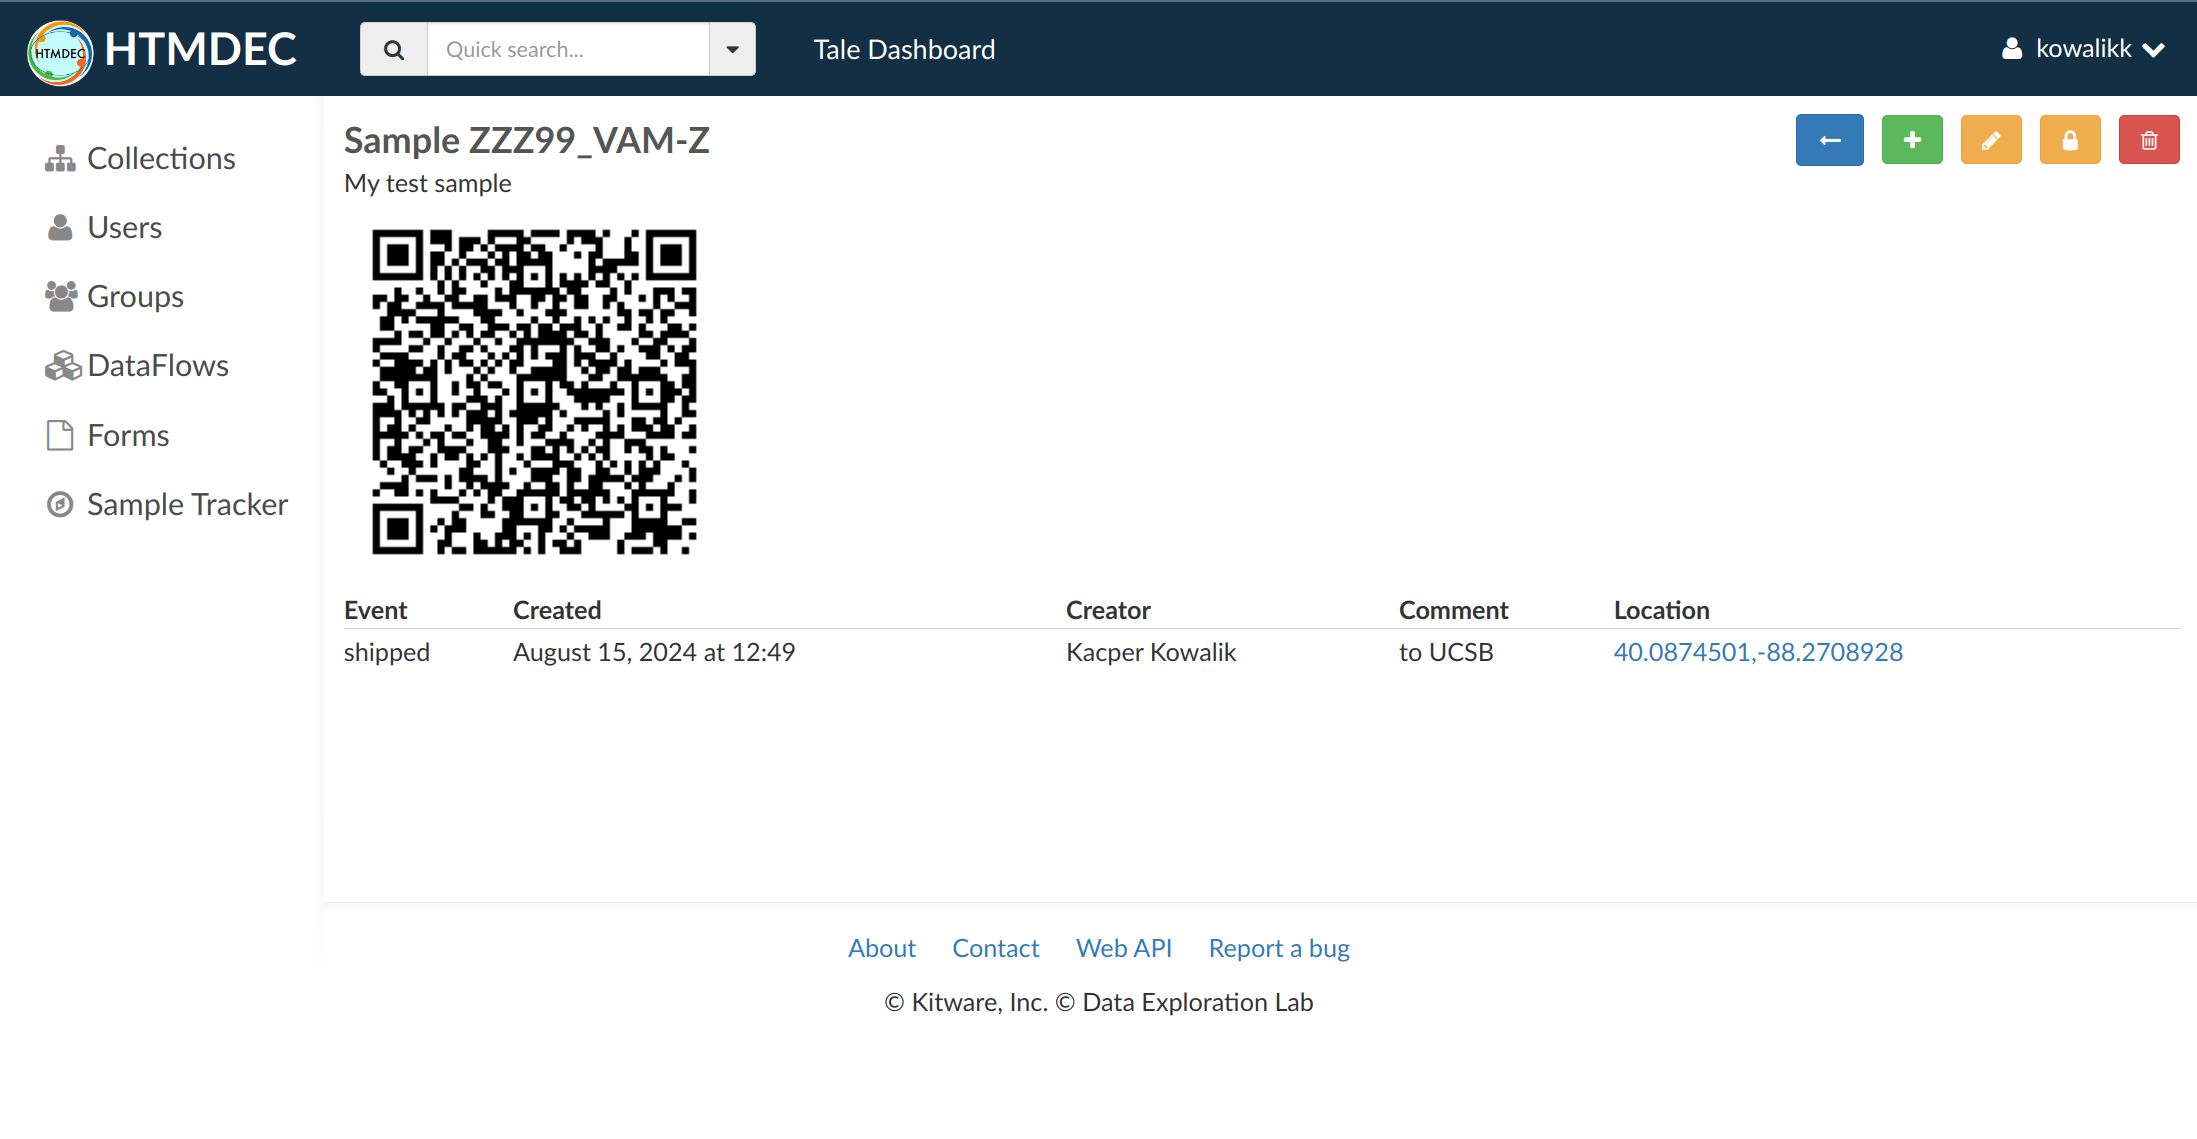 HTMDEC HTMDEC Quick search... Tale Dashboard kowalikk
Collections
Users
Groups
DataFlows
Forms
Sample Tracker
Sample ZZZ99_VAM-Z
My test sample
Event Created Creator Comment Location
shipped August 15, 2024 at 12:49 Kacper Kowalik to UCSB 40.0874501,-88.2708928
About Contact Web API Report a bug
© Kitware, Inc. © Data Exploration Lab